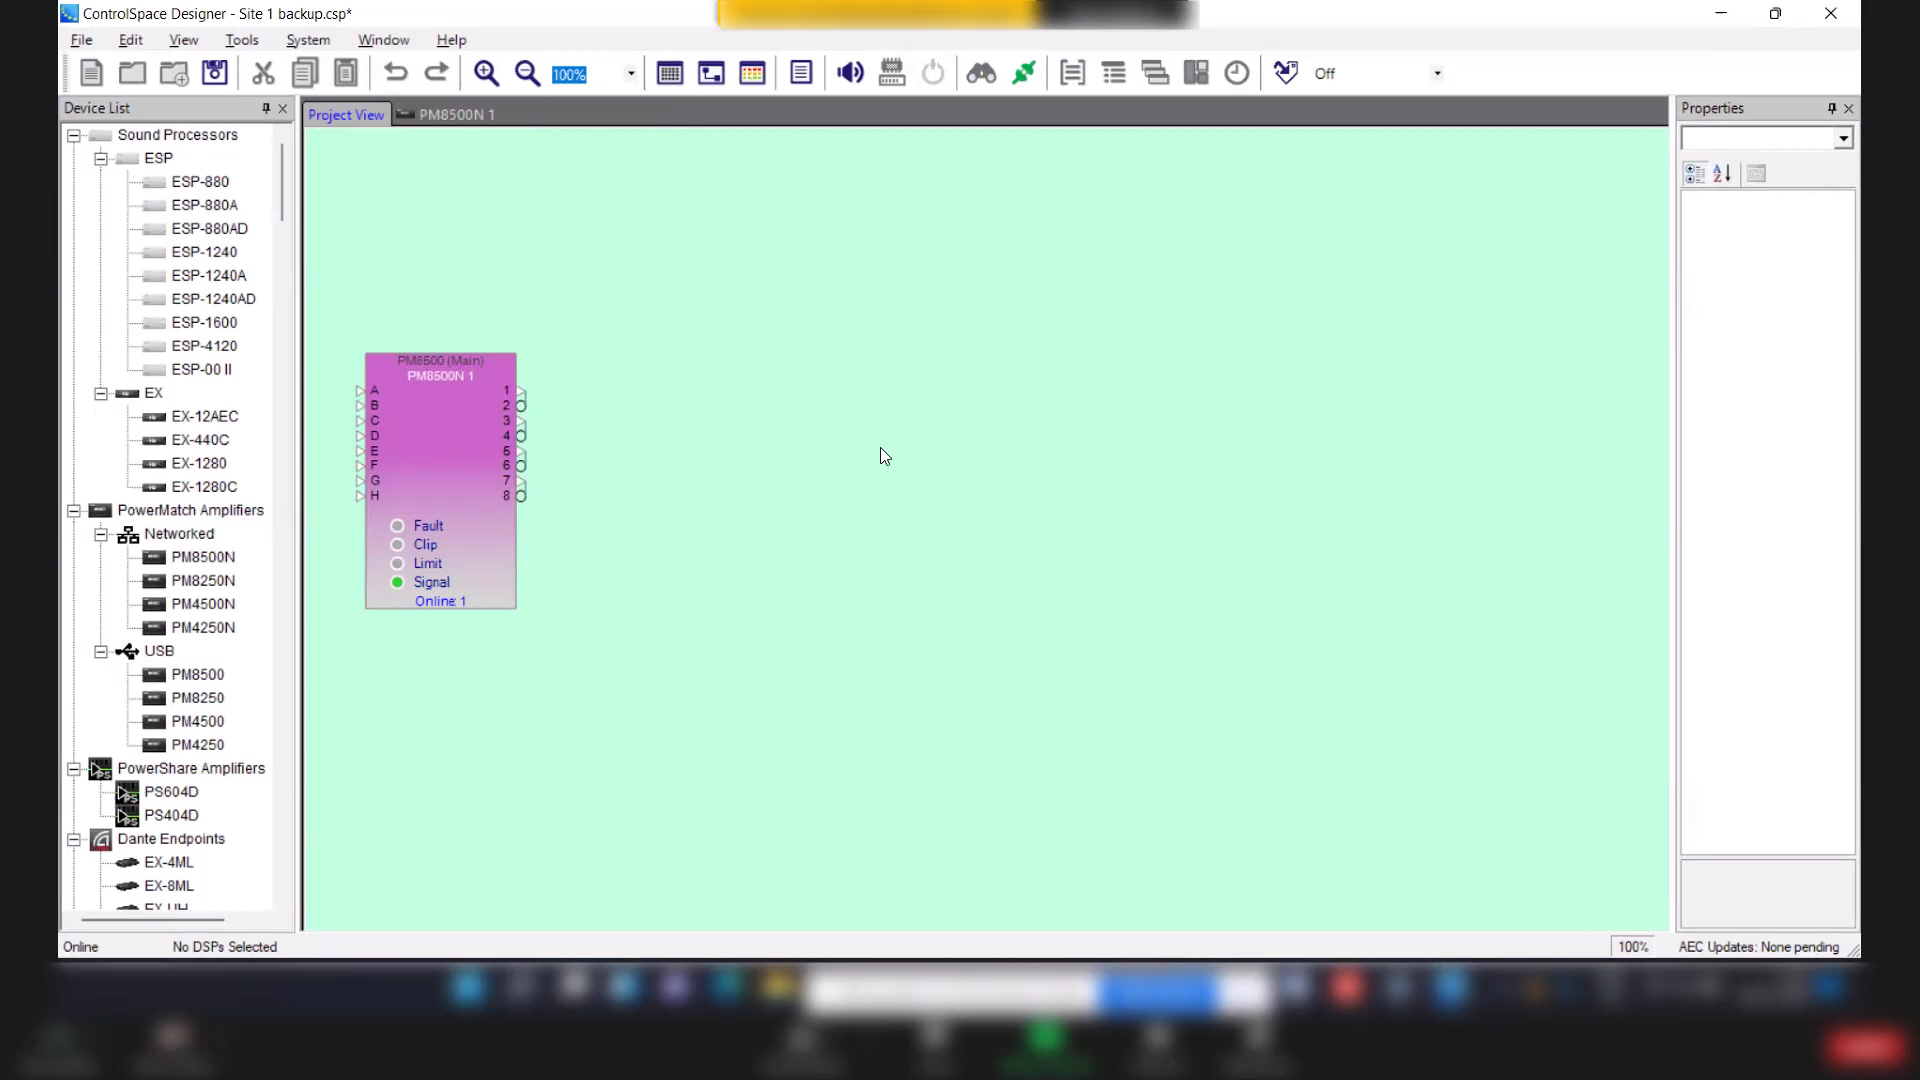 ControlSpace Designer - Site 1 backup.csp*
File Edit View Tools System Window Help
100%
Off
Device List
Sound Processors
ESP
ESP-880
ESP-880A
ESP-880AD
ESP-1240
ESP-1240A
ESP-1240AD
ESP-1600
ESP-4120
ESP-00 II
EX
EX-12AEC
EX-440C
EX-1280
EX-1280C
PowerMatch Amplifiers
Networked
PM8500N
PM8250N
PM4500N
PM4250N
USB
PM8500
PM8250
PM4500
PM4250
PowerShare Amplifiers
PS604D
PS404D
Dante Endpoints
EX-4ML
EX-8ML
Project View
PM8500N 1
PM8500 (Main)
PM8500N 1
A 1
B 2
C 3
D 4
E 5
F 6
G 7
H 8
Fault
Clip
Limit
Signal
Online: 1
Properties
Online
No DSPs Selected
100%
AEC Updates: None pending